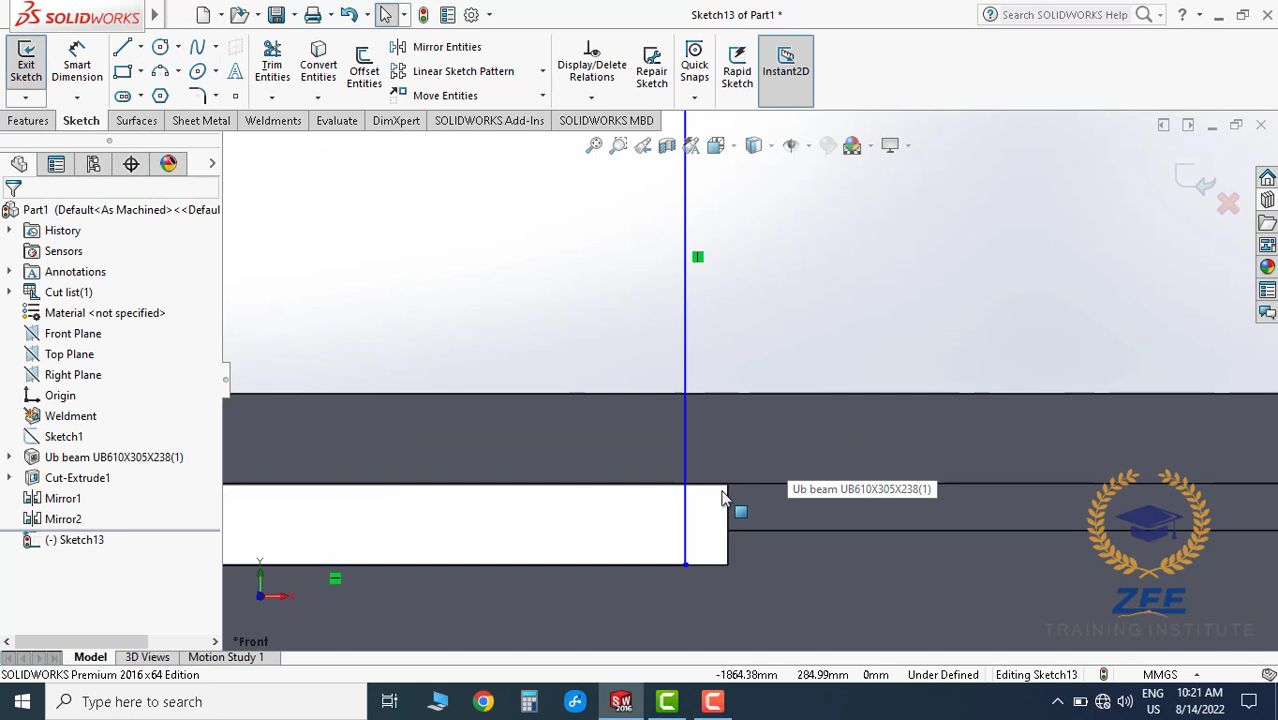 SOLIDWORKS
Sketch13 of Part1 *
Search SOLIDWORKS Help
Exit Sketch
Smart Dimension
Trim Entities
Convert Entities
Offset Entities
Mirror Entities
Linear Sketch Pattern
Move Entities
Display/Delete Relations
Repair Sketch
Quick Snaps
Rapid Sketch
Instant2D
Features
Sketch
Surfaces
Sheet Metal
Weldments
Evaluate
DimXpert
SOLIDWORKS Add-Ins
SOLIDWORKS MBD
Part1 (Default<As Machined><<Defaul
History
Sensors
Annotations
Cut list(1)
Material <not specified>
Front Plane
Top Plane
Right Plane
Origin
Weldment
Sketch1
Ub beam UB610X305X238(1)
Cut-Extrude1
Mirror1
Mirror2
(-) Sketch13
Ub beam UB610X305X238(1)
Y
*Front
ZFE
TRAINING INSTITUTE
Model
3D Views
Motion Study 1
SOLIDWORKS Premium 2016 x64 Edition
-1864.38mm
284.99mm
0mm
Under Defined
Editing Sketch13
MMGS
Type here to search
SW
2016
ENG
US
10:21 AM
8/14/2022